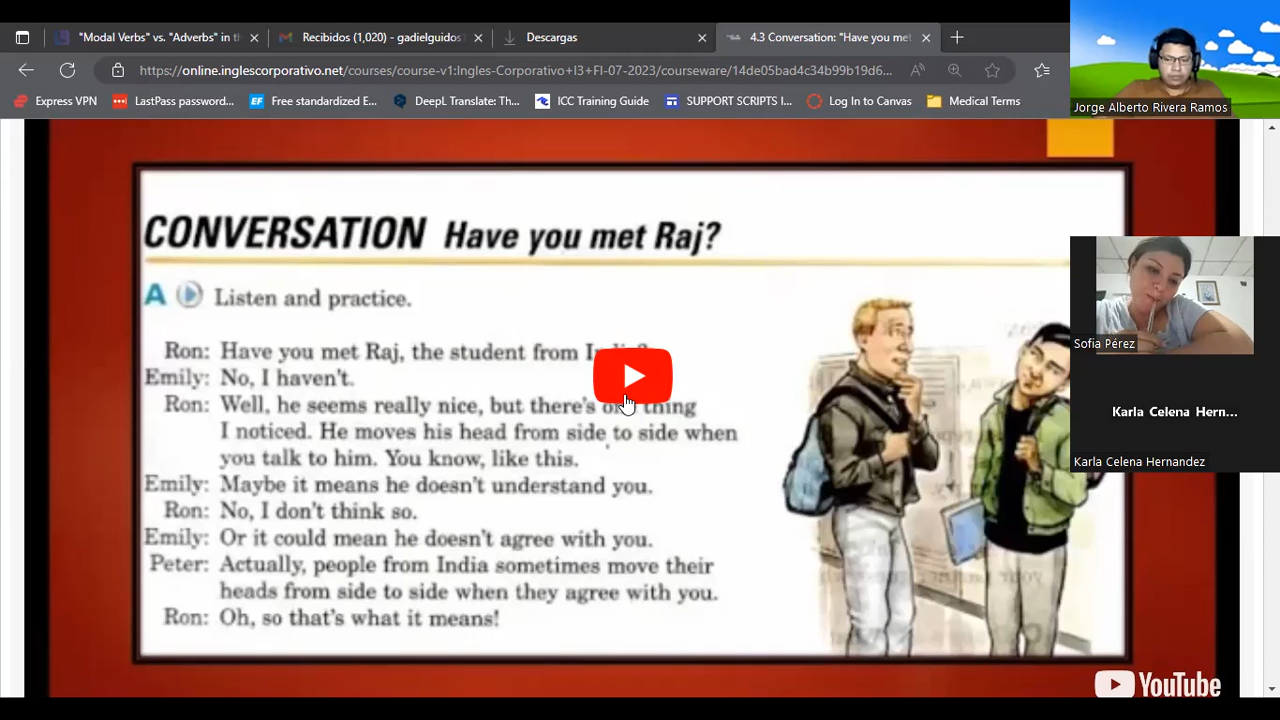 "Modal Verbs" vs. "Adverbs" in t
Recibidos (1,020) - gadielguidos
Descargas
4.3 Conversation: "Have you met
https://online.inglescorporativo.net/courses/course-v1:Ingles-Corporativo+I3+FI-07-2023/courseware/14de05bad4c34b99b19d6...
Express VPN
LastPass password...
Free standardized E...
DeepL Translate: Th...
ICC Training Guide
SUPPORT SCRIPTS I...
Log In to Canvas
Medical Terms
Jorge Alberto Rivera Ramos
CONVERSATION Have you met Raj?
A Listen and practice.
Ron: Have you met Raj, the student from
Emily: No, I haven't.
Ron: Well, he seems really nice, but there's thing
I noticed. He moves his head from side to side when
you talk to him. You know, like this.
Emily: Maybe it means he doesn't understand you.
Ron: No, I don't think so.
Emily: Or it could mean he doesn't agree with you.
Peter: Actually, people from India sometimes move their
heads from side to side when they agree with you.
Ron: Oh, so that's what it means!
Sofia Pérez
Karla Celena Hern...
Karla Celena Hernandez
YouTube